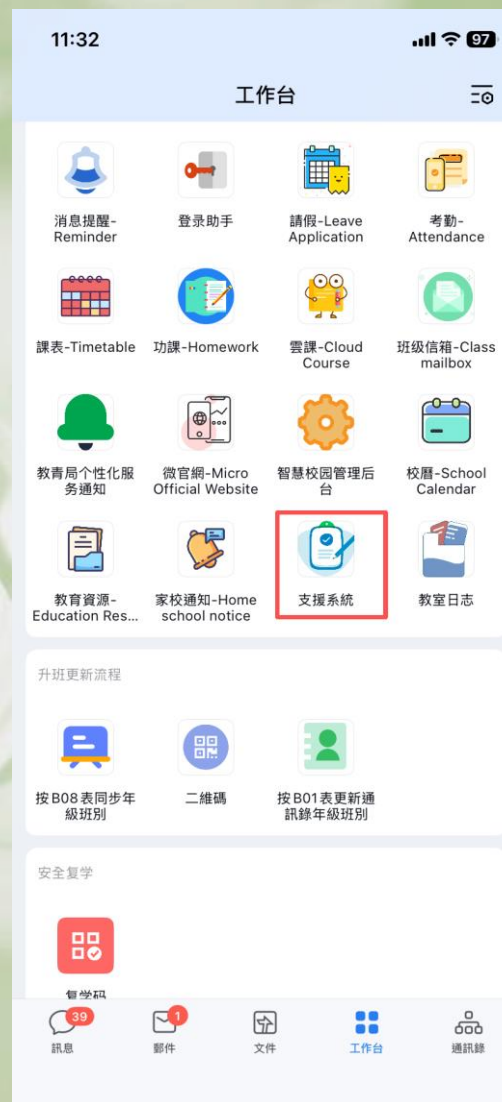 11:32
97
工作台
消息提醒-
Reminder
登录助手
請假-Leave
Application
考勤-
Attendance
課表-Timetable
功課-Homework
雲課-Cloud
Course
班级信箱-Class
mailbox
教青局个性化服
务通知
微官網-Micro
Official Website
智慧校园管理后
台
校曆-School
Calendar
教育資源-
Education Res...
家校通知-Home
school notice
支援系統
教室日志
升班更新流程
按B08表同步年
級班別
二維碼
按B01表更新通
訊錄年級班別
安全复学
复学码
39
訊息
1
郵件
文件
工作台
通訊錄